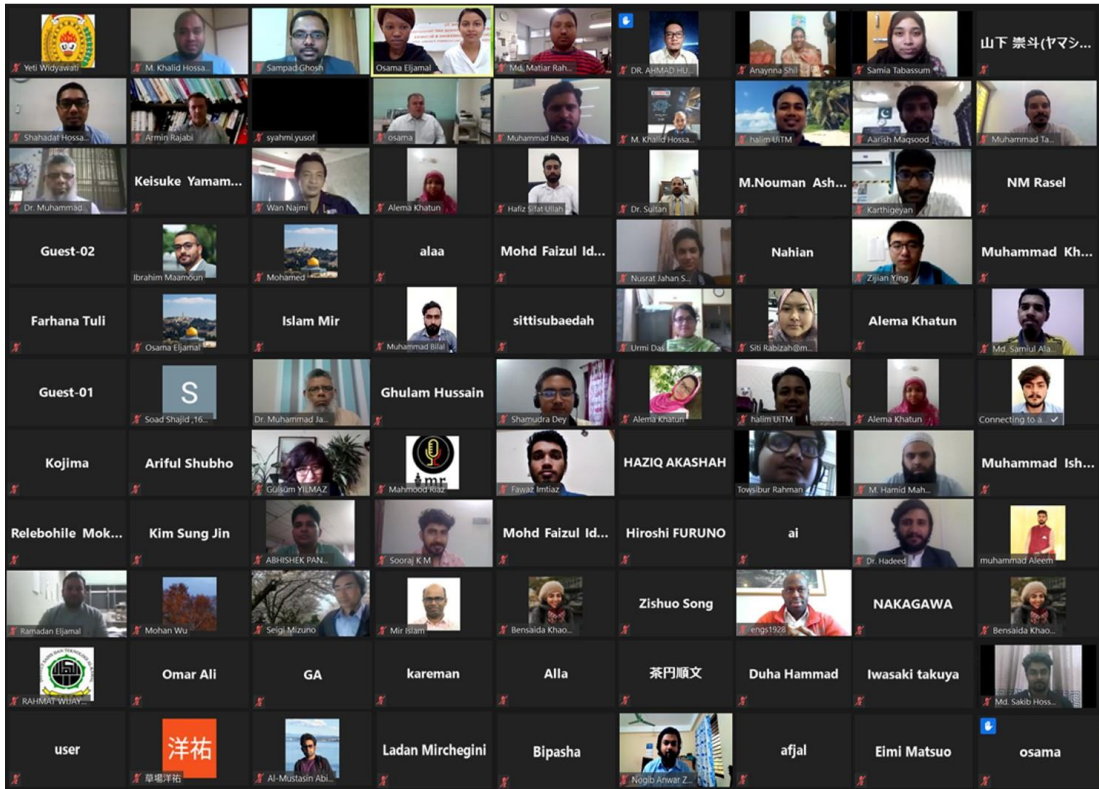 Yeti Widyawati
M. Khalid Hossa...
Sampad Ghosh
Osama Eljamal
Md. Matiar Rah...
DR. AHMAD HU...
Anaynna Shil
Samia Tabassum
山下 崇斗(ヤマシ...
Shahadat Hossa...
Armin Rajabi
syahmi.yusof
osama
Muhammad Ishaq
M. Khalid Hossa...
halim UiTM
Aarish Maqsood
Muhammad Ta...
Dr. Muhammad...
Keisuke Yamam...
Wan Najmi
Alema Khatun
Hafiz Sifat Ullah
Dr. Sultan
M.Nouman Ash...
Karthigeyan
NM Rasel
Guest-02
Ibrahim Maamoun
Mohamed
alaa
Mohd Faizul Id...
Nusrat Jahan S...
Nahian
Zijian Ying
Muhammad Kh...
Farhana Tuli
Osama Eljamal
Islam Mir
Muhammad Bilal
sittisubaedah
Urmi Das
Siti Rabizah@m...
Alema Khatun
Md. Samiul Ala...
Guest-01
S
Soad Shajid ,16...
Dr. Muhammad Ja...
Ghulam Hussain
Shamudra Dey
Alema Khatun
halim UiTM
Alema Khatun
Connecting to a...
Kojima
Ariful Shubho
Gülsüm YILMAZ
Mahmood Riaz
Fawaz Imtiaz
HAZIQ AKASHAH
Towsibur Rahman
M. Hamid Mah...
Muhammad Ish...
Relebohile Mok...
Kim Sung Jin
ABHISHEK PAN...
Sooraj K M
Mohd Faizul Id...
Hiroshi FURUNO
ai
Dr. Hadeed
muhammad Aleem
Ramadan Eljamal
Mohan Wu
Seigi Mizuno
Mir Islam
Bensaida Khao...
Zishuo Song
engs1928
NAKAGAWA
Bensaida Khao...
RAHMAT WIJAY...
Omar Ali
GA
kareman
Alla
茶円順文
Duha Hammad
Iwasaki takuya
Md. Sakib Hoss...
user
洋祐
草場洋祐
Al-Mustasin Abi...
Ladan Mirchegini
Bipasha
Nogib Anwar Z...
afjal
Eimi Matsuo
osama